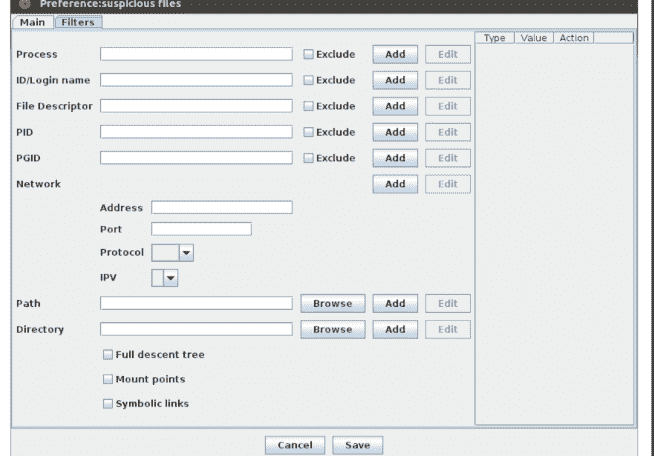 Preference:suspicious files
Main Filters
Type Value Action
Process Exclude Add Edit
ID/Login name Exclude Add Edit
File Descriptor Exclude Add Edit
PID Exclude Add Edit
PGID Exclude Add Edit
Network Add Edit
Address
Port
Protocol
IPV
Path Browse Add Edit
Directory Browse Add Edit
Full descent tree
Mount points
Symbolic links
Cancel Save